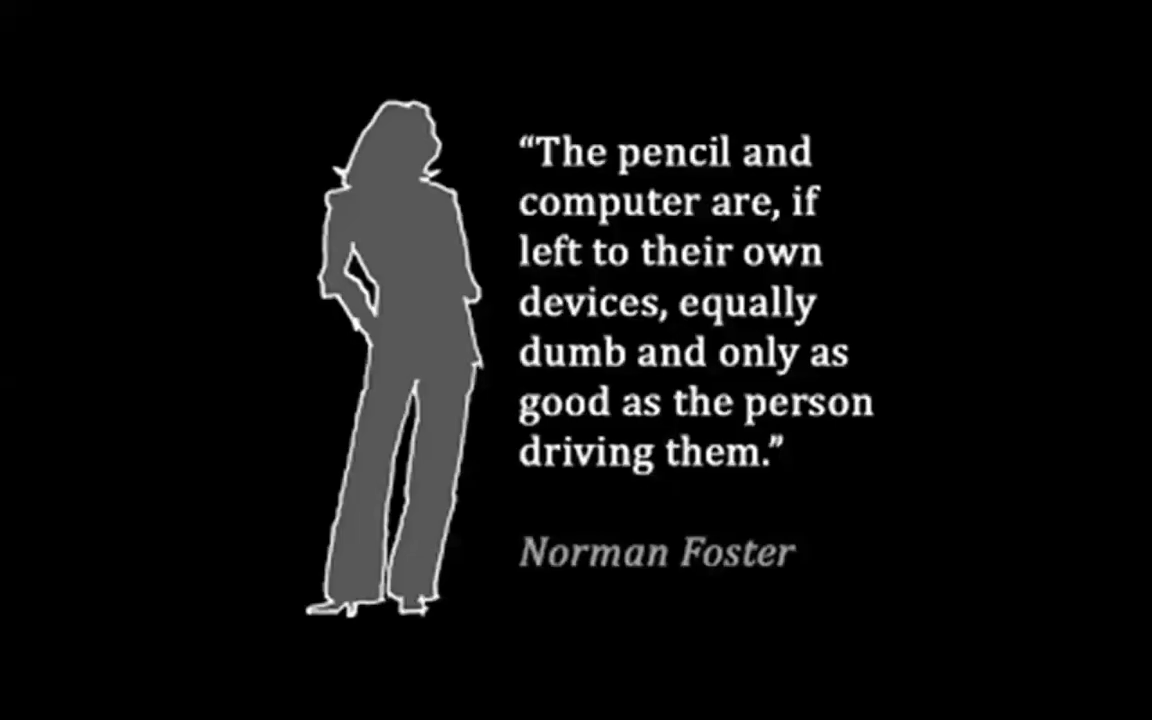 “The pencil and
computer are, if
left to their own
devices, equally
dumb and only as
good as the person
driving them.”
Norman Foster